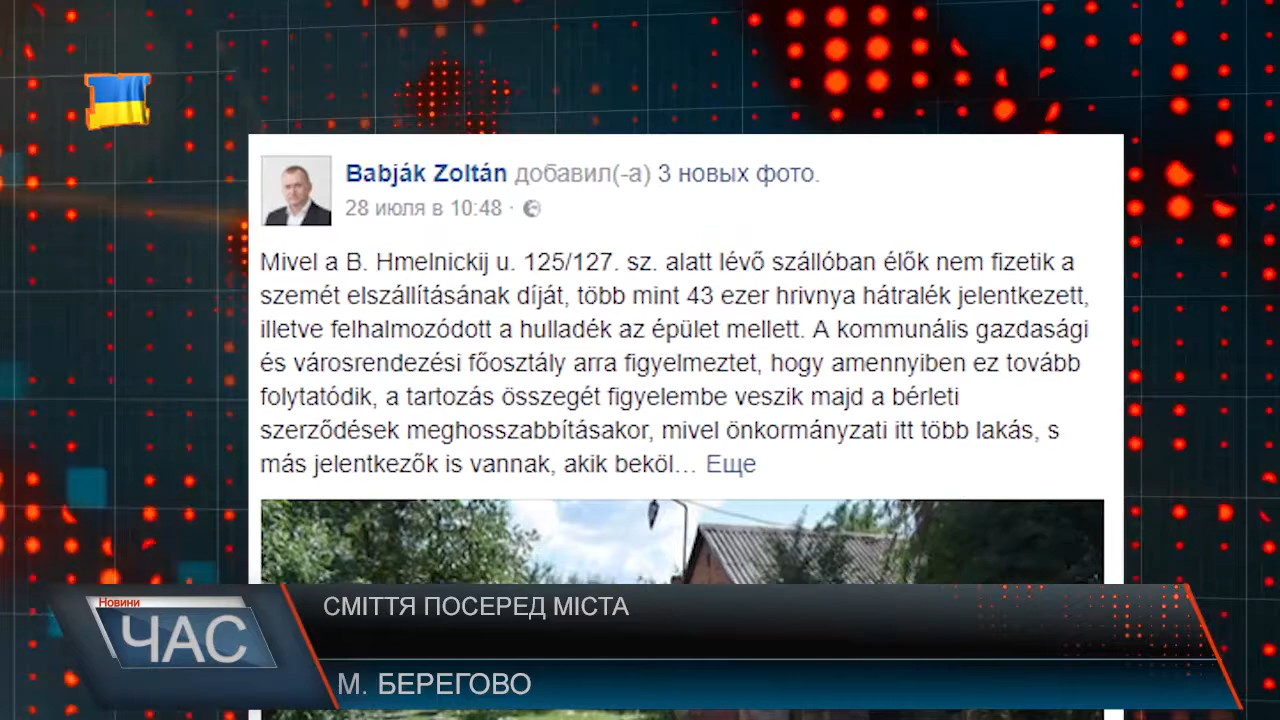 Babják Zoltán добавил(-а) 3 новых фото.
28 июля в 10:48 ·
Mivel a B. Hmelnickij u. 125/127. sz. alatt lévő szállóban élők nem fizetik a
szemét elszállításának díját, több mint 43 ezer hrivnya hátralék jelentkezett,
illetve felhalmozódott a hulladék az épület mellett. A kommunális gazdasági
és városrendezési főosztály arra figyelmeztet, hogy amennyiben ez tovább
folytatódik, a tartozás összegét figyelembe veszik majd a bérleti
szerződések meghosszabbításakor, mivel önkormányzati itt több lakás, s
más jelentkezők is vannak, akik beköl... Еще
Новини
ЧАС
СМІТТЯ ПОСЕРЕД МІСТА
М. БЕРЕГОВО